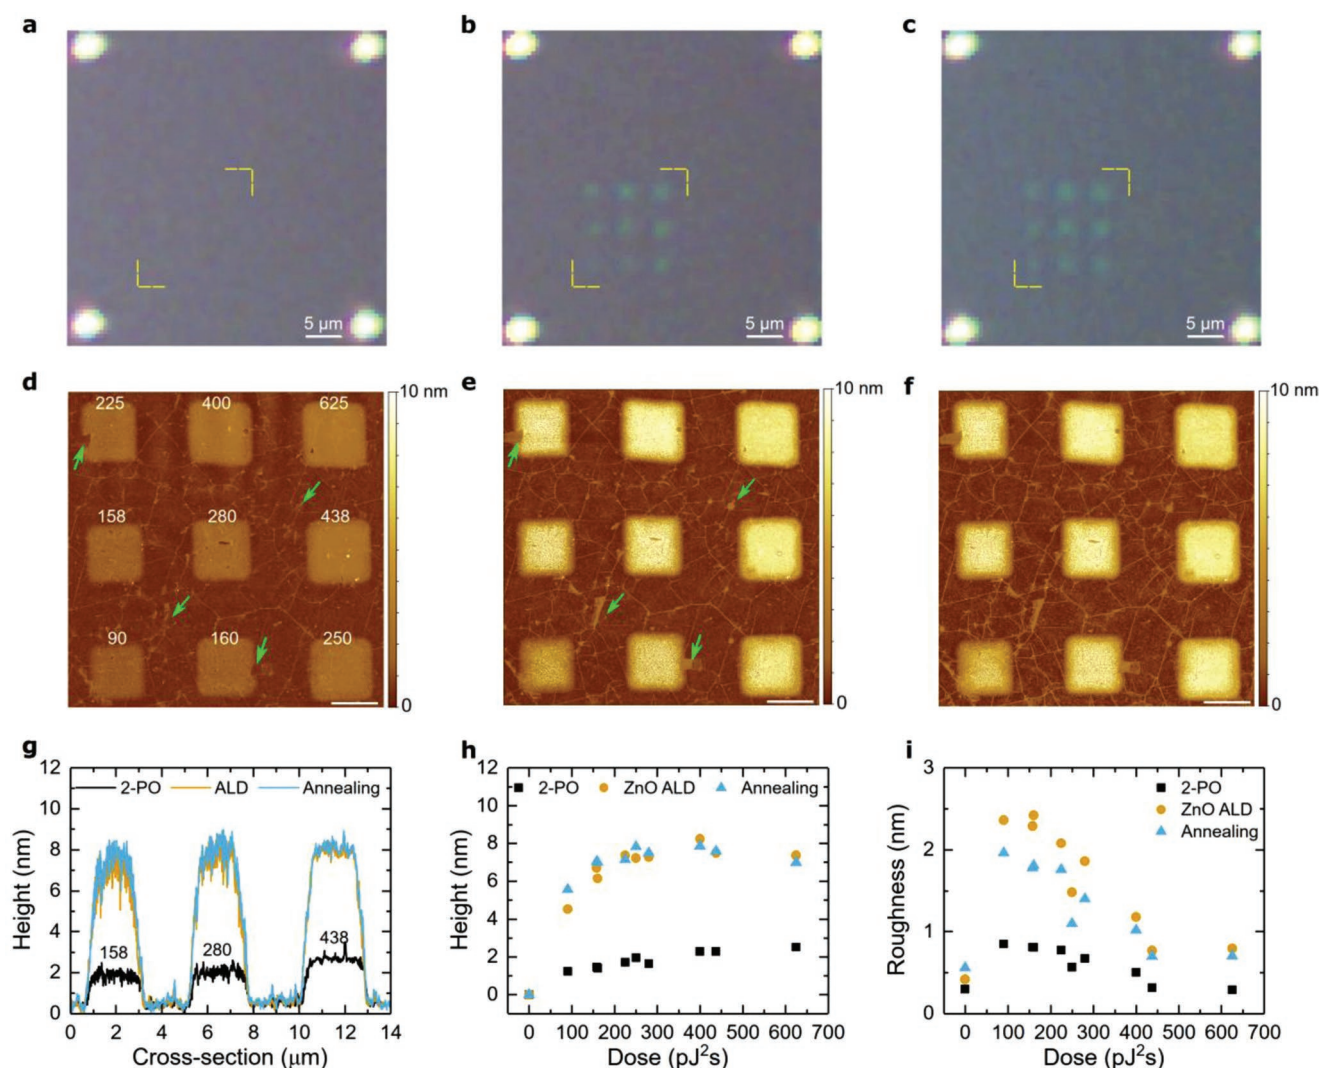 a
b
c
5 µm
5 µm
5 µm
d
e
f
10 nm
10 nm
10 nm
225 400 625
158 280 438
90 160 250
0
0
0
g
h
i
12
10
8
6
4
2
0
Height (nm)
2-PO ALD Annealing
158
280
438
0 2 4 6 8 10 12 14
Cross-section (µm)
12
10
8
6
4
2
0
Height (nm)
2-PO ZnO ALD Annealing
0 100 200 300 400 500 600 700
Dose (pJ²s)
3
2
1
0
Roughness (nm)
2-PO
ZnO ALD
Annealing
0 100 200 300 400 500 600 700
Dose (pJ²s)